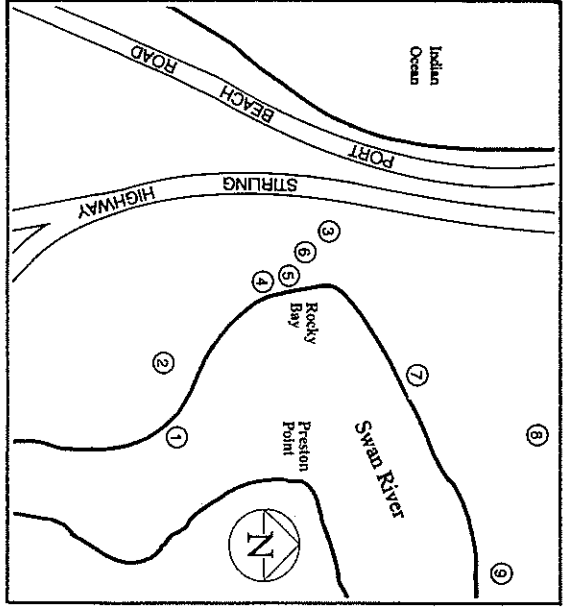 Indian
Ocean
PORT
BEACH
ROAD
STIRLING
HIGHWAY
3
6
5
4
Rocky
Bay
2
1
7
8
Preston
Point
Swan River
9
N